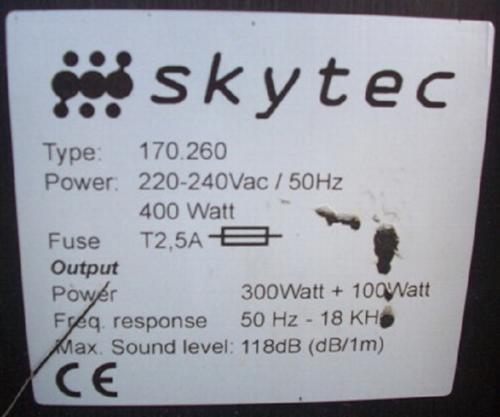 skytec
Type: 170.260
Power: 220-240Vac / 50Hz
400 Watt
Fuse T2,5A
Output
Power 300Watt + 100Watt
Freq. response 50 Hz - 18 KHz
Max. Sound level: 118dB (dB/1m)
CE